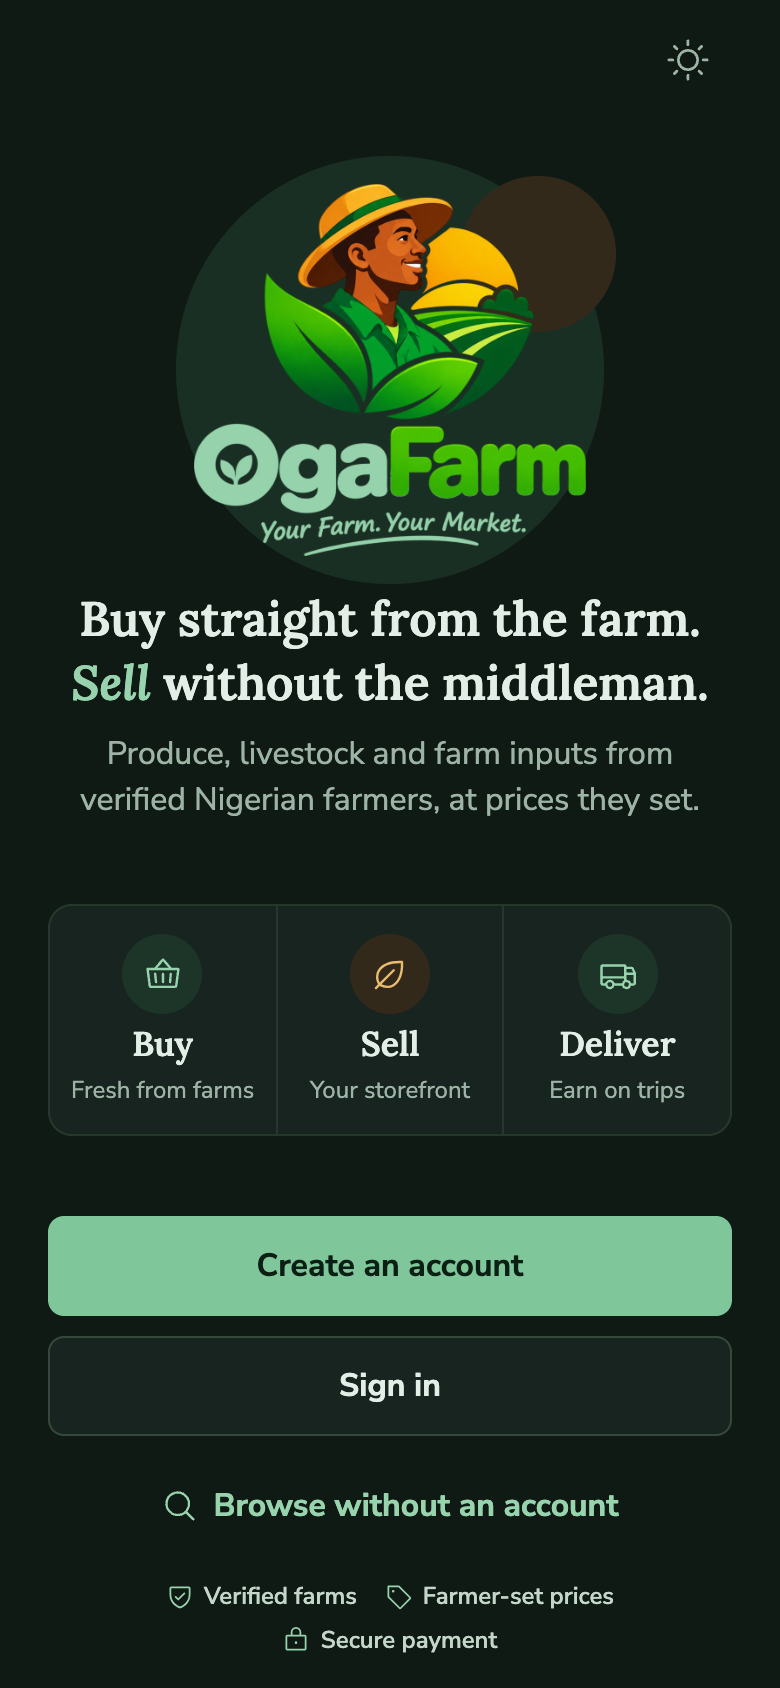 OgaFarm
Your Farm. Your Market.
Buy straight from the farm.
Sell without the middleman.
Produce, livestock and farm inputs from
verified Nigerian farmers, at prices they set.
Buy
Fresh from farms
Sell
Your storefront
Deliver
Earn on trips
Create an account
Sign in
Browse without an account
Verified farms
Farmer-set prices
Secure payment